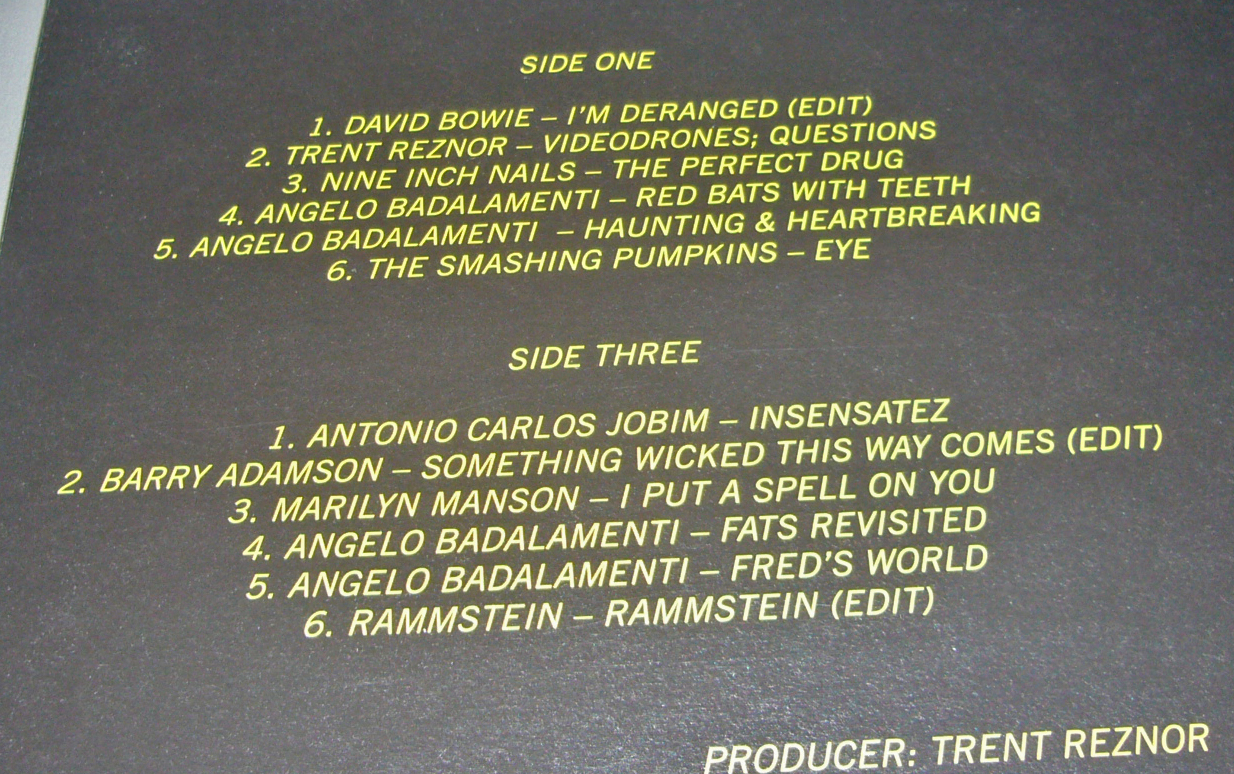 SIDE ONE
1. DAVID BOWIE – I'M DERANGED (EDIT)
2. TRENT REZNOR – VIDEODRONES; QUESTIONS
3. NINE INCH NAILS – THE PERFECT DRUG
4. ANGELO BADALAMENTI – RED BATS WITH TEETH
5. ANGELO BADALAMENTI – HAUNTING & HEARTBREAKING
6. THE SMASHING PUMPKINS – EYE
SIDE THREE
1. ANTONIO CARLOS JOBIM – INSENSATEZ
2. BARRY ADAMSON – SOMETHING WICKED THIS WAY COMES (EDIT)
3. MARILYN MANSON – I PUT A SPELL ON YOU
4. ANGELO BADALAMENTI – FATS REVISITED
5. ANGELO BADALAMENTI – FRED'S WORLD
6. RAMMSTEIN – RAMMSTEIN (EDIT)
PRODUCER: TRENT REZNOR